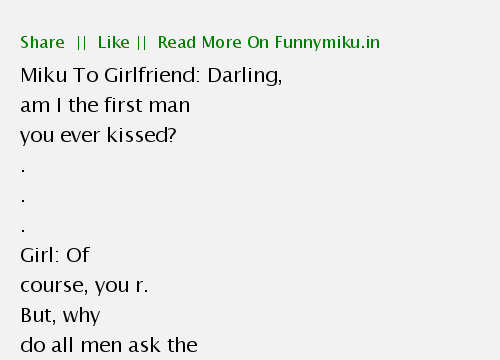 Share || Like || Read More On Funnymiku.in
Miku To Girlfriend: Darling,
am I the first man
you ever kissed?
.
.
.
Girl: Of
course, you r.
But, why
do all men ask the